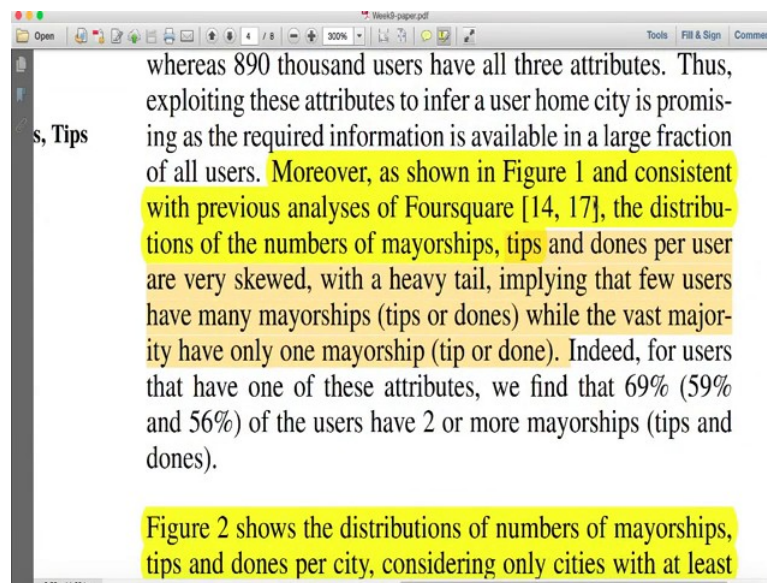 Week9-paper.pdf
Open 4 / 8 300% Tools Fill & Sign Commen
whereas 890 thousand users have all three attributes. Thus,
exploiting these attributes to infer a user home city is promis-
s, Tips ing as the required information is available in a large fraction
of all users. Moreover, as shown in Figure 1 and consistent
with previous analyses of Foursquare [14, 17], the distribu-
tions of the numbers of mayorships, tips and dones per user
are very skewed, with a heavy tail, implying that few users
have many mayorships (tips or dones) while the vast major-
ity have only one mayorship (tip or done). Indeed, for users
that have one of these attributes, we find that 69% (59%
and 56%) of the users have 2 or more mayorships (tips and
dones).
Figure 2 shows the distributions of numbers of mayorships,
tips and dones per city, considering only cities with at least